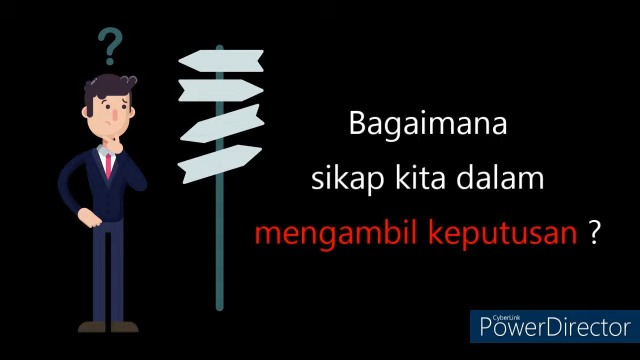 ?
Bagaimana
sikap kita dalam
mengambil keputusan ?
CyberLink
PowerDirector